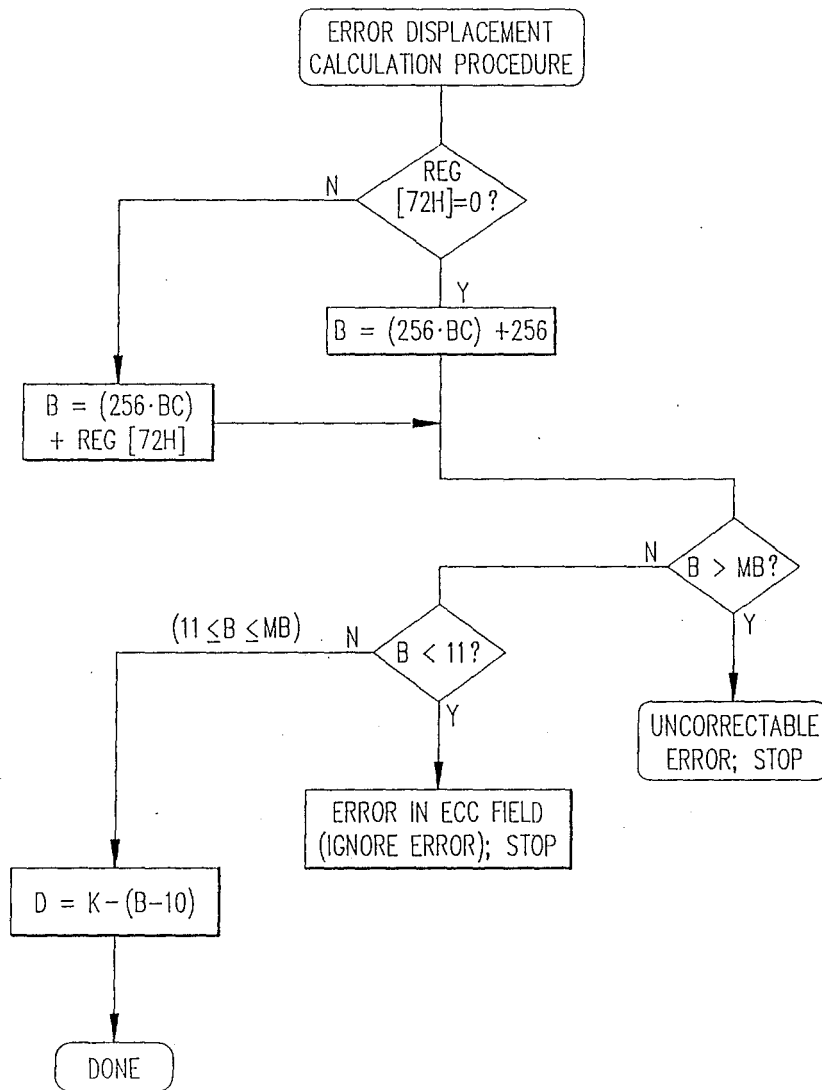 ERROR DISPLACEMENT
CALCULATION PROCEDURE
REG
[72H]=0?
N
Y
B = (256·BC) +256
B = (256·BC)
+ REG [72H]
B > MB?
N
Y
UNCORRECTABLE
ERROR; STOP
B < 11?
N
(11 ≤B ≤MB)
Y
ERROR IN ECC FIELD
(IGNORE ERROR); STOP
D = K-(B-10)
DONE